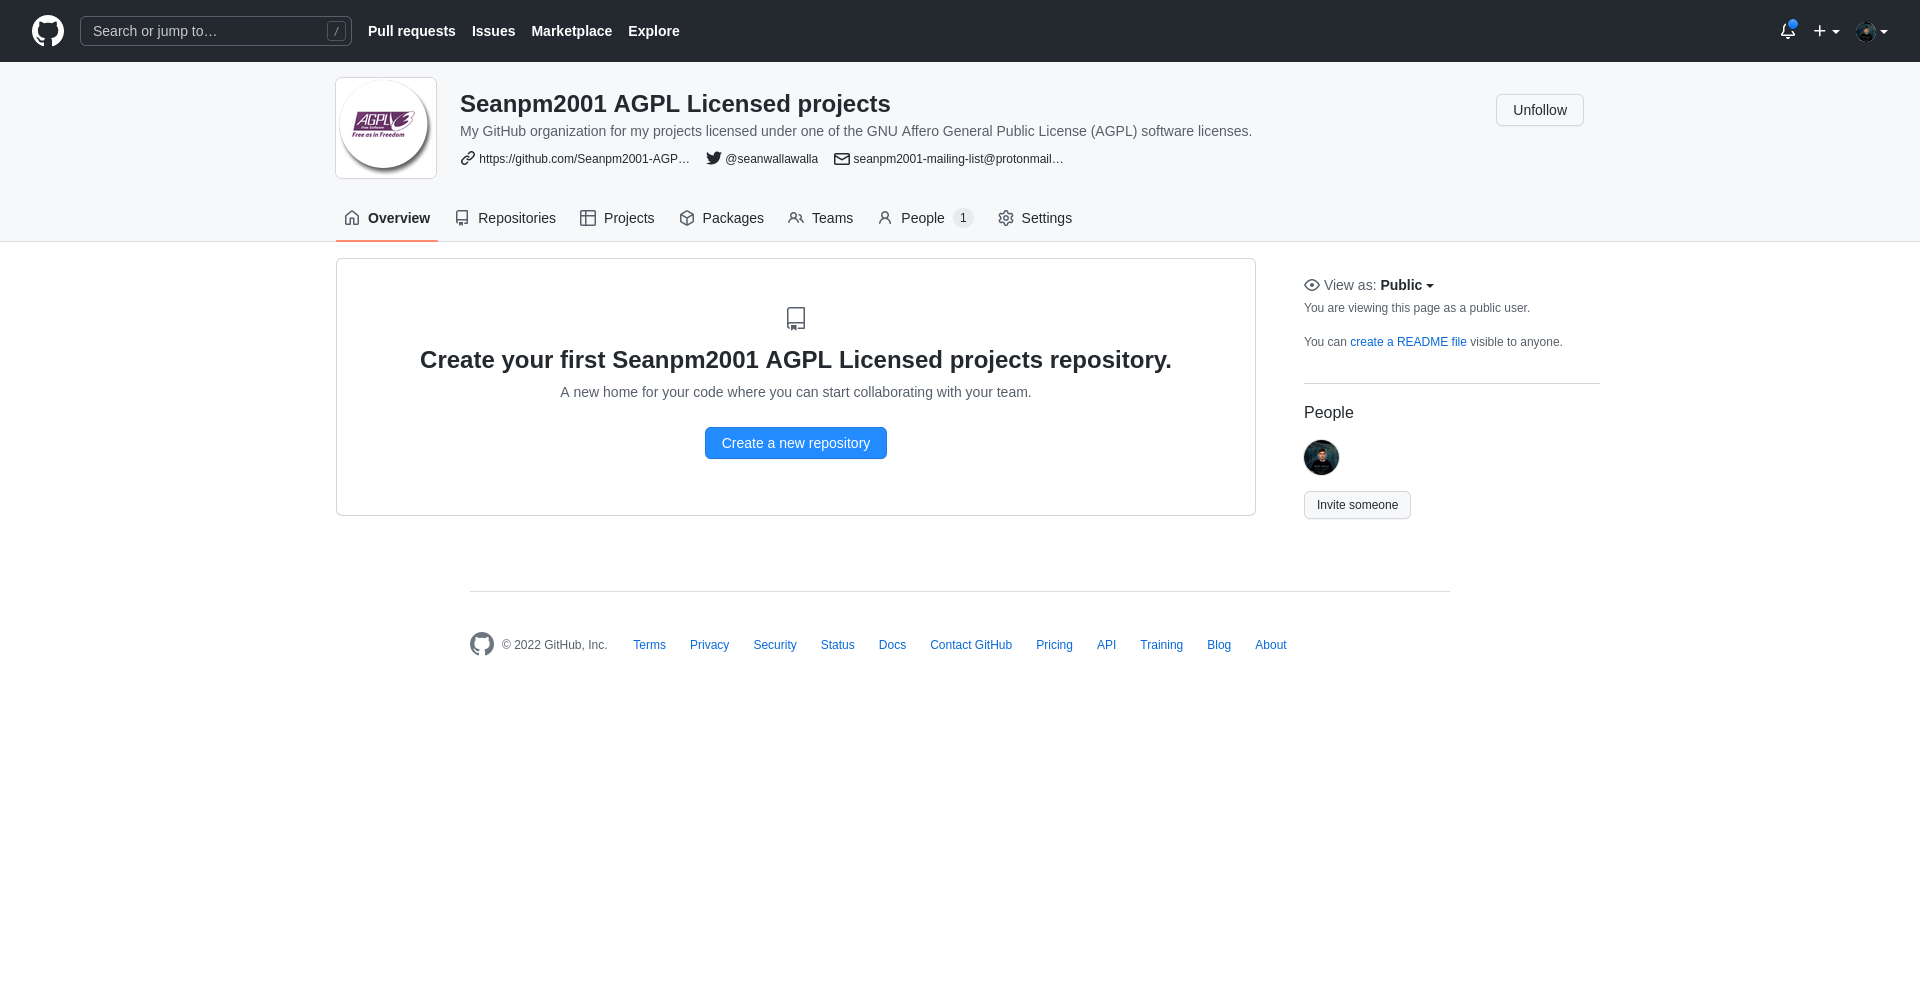 Search or jump to…
/
Pull requests
Issues
Marketplace
Explore
AGPL v3
Free Software
Free as in Freedom
Seanpm2001 AGPL Licensed projects
My GitHub organization for my projects licensed under one of the GNU Affero General Public License (AGPL) software licenses.
https://github.com/Seanpm2001-AGP… @seanwallawalla seanpm2001-mailing-list@protonmail…
Unfollow
Overview
Repositories
Projects
Packages
Teams
People 1
Settings
Create your first Seanpm2001 AGPL Licensed projects repository.
A new home for your code where you can start collaborating with your team.
Create a new repository
View as: Public
You are viewing this page as a public user.
You can create a README file visible to anyone.
People
Invite someone
© 2022 GitHub, Inc.
Terms
Privacy
Security
Status
Docs
Contact GitHub
Pricing
API
Training
Blog
About